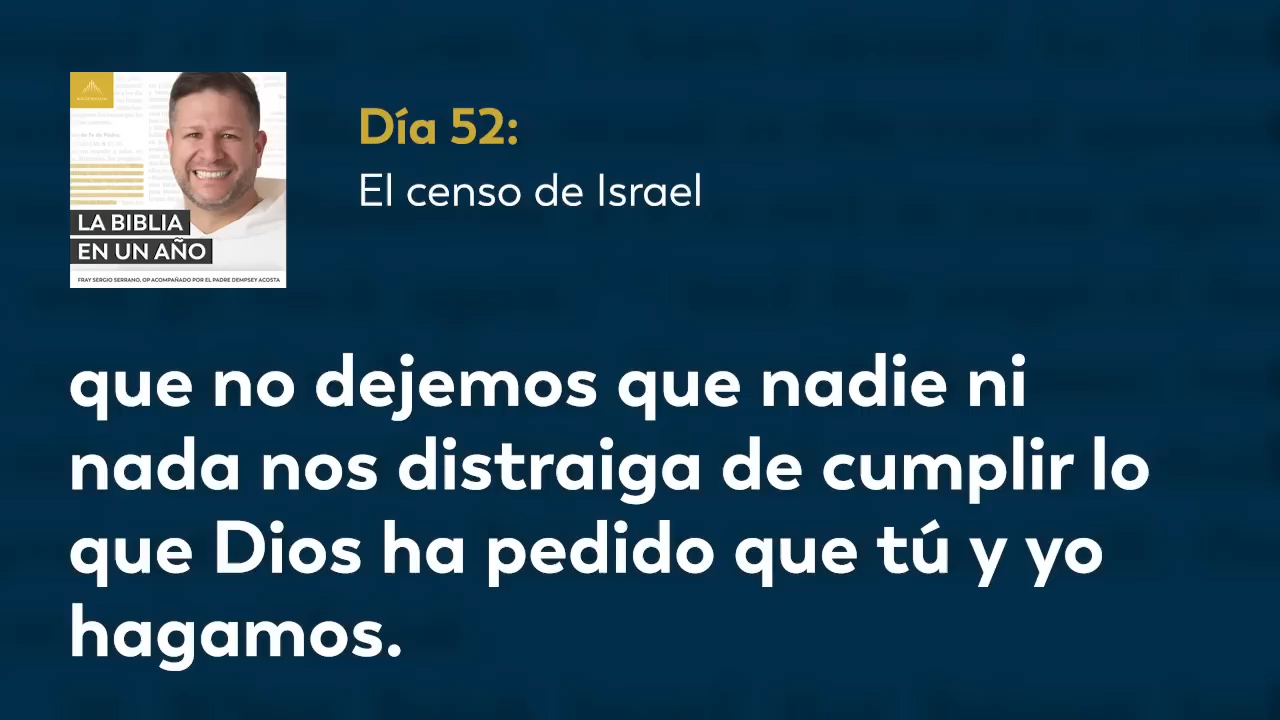 Día 52:
El censo de Israel
LA BIBLIA
EN UN AÑO
FRAY SERGIO SERRANO, OP ACOMPAÑADO POR EL PADRE DEMPSEY ACOSTA
que no dejemos que nadie ni
nada nos distraiga de cumplir lo
que Dios ha pedido que tú y yo
hagamos.